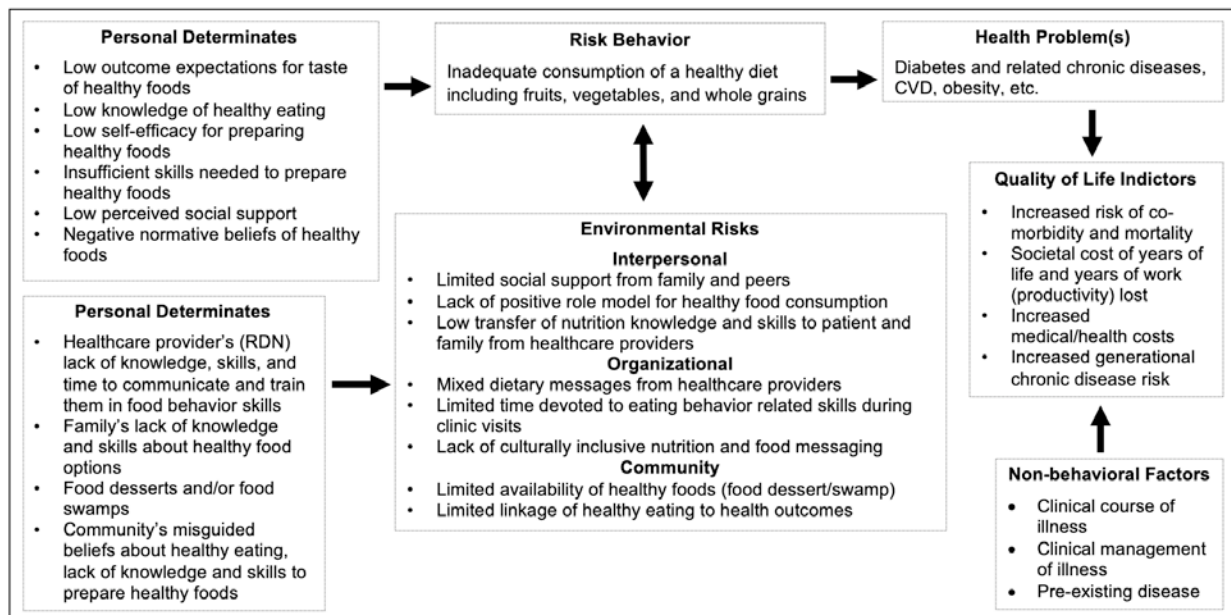 Personal Determinates
• Low outcome expectations for taste
of healthy foods
• Low knowledge of healthy eating
• Low self-efficacy for preparing
healthy foods
• Insufficient skills needed to prepare
healthy foods
• Low perceived social support
• Negative normative beliefs of healthy
foods
Risk Behavior
Inadequate consumption of a healthy diet
including fruits, vegetables, and whole grains
Health Problem(s)
Diabetes and related chronic diseases,
CVD, obesity, etc.
Personal Determinates
• Healthcare provider's (RDN)
lack of knowledge, skills, and
time to communicate and train
them in food behavior skills
• Family's lack of knowledge
and skills about healthy food
options
• Food desserts and/or food
swamps
• Community's misguided
beliefs about healthy eating,
lack of knowledge and skills to
prepare healthy foods
Environmental Risks
Interpersonal
• Limited social support from family and peers
• Lack of positive role model for healthy food consumption
• Low transfer of nutrition knowledge and skills to patient and
family from healthcare providers
Organizational
• Mixed dietary messages from healthcare providers
• Limited time devoted to eating behavior related skills during
clinic visits
• Lack of culturally inclusive nutrition and food messaging
Community
• Limited availability of healthy foods (food dessert/swamp)
• Limited linkage of healthy eating to health outcomes
Quality of Life Indictors
• Increased risk of co-
morbidity and mortality
• Societal cost of years of
life and years of work
(productivity) lost
• Increased
medical/health costs
• Increased generational
chronic disease risk
Non-behavioral Factors
• Clinical course of
illness
• Clinical management
of illness
• Pre-existing disease